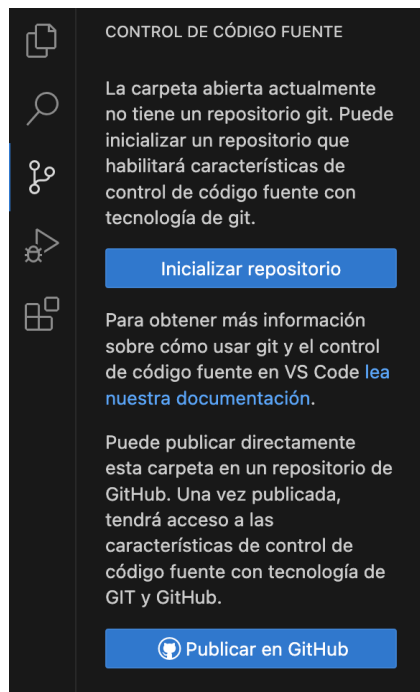 CONTROL DE CÓDIGO FUENTE
La carpeta abierta actualmente
no tiene un repositorio git. Puede
inicializar un repositorio que
habilitará características de
control de código fuente con
tecnología de git.
Inicializar repositorio
Para obtener más información
sobre cómo usar git y el control
de código fuente en VS Code lea
nuestra documentación.
Puede publicar directamente
esta carpeta en un repositorio de
GitHub. Una vez publicada,
tendrá acceso a las
características de control de
código fuente con tecnología de
GIT y GitHub.
Publicar en GitHub